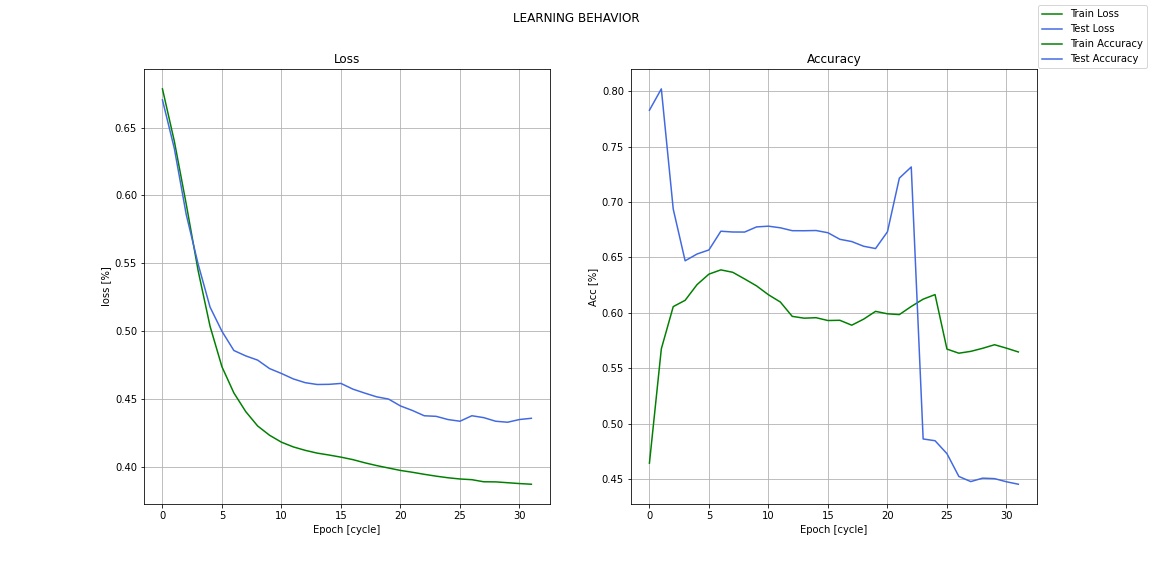 LEARNING BEHAVIOR
Train Loss
Test Loss
Train Accuracy
Test Accuracy
Loss
loss [%]
0.65
0.60
0.55
0.50
0.45
0.40
0 5 10 15 20 25 30
Epoch [cycle]
Accuracy
Acc [%]
0.80
0.75
0.70
0.65
0.60
0.55
0.50
0.45
0 5 10 15 20 25 30
Epoch [cycle]